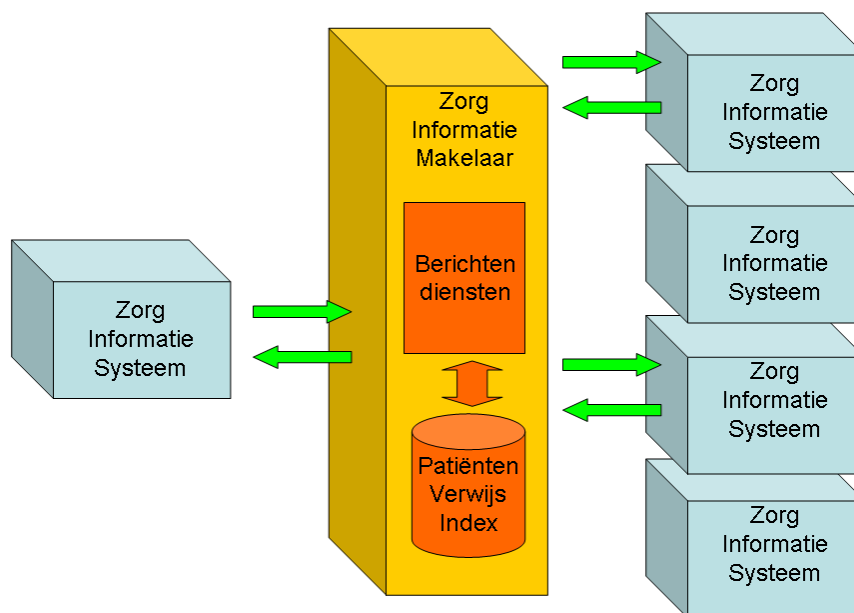 Zorg
Informatie
Systeem
Zorg
Informatie
Makelaar
Berichten
diensten
Patiënten
Verwijs
Index
Zorg
Informatie
Systeem
Zorg
Informatie
Systeem
Zorg
Informatie
Systeem
Zorg
Informatie
Systeem